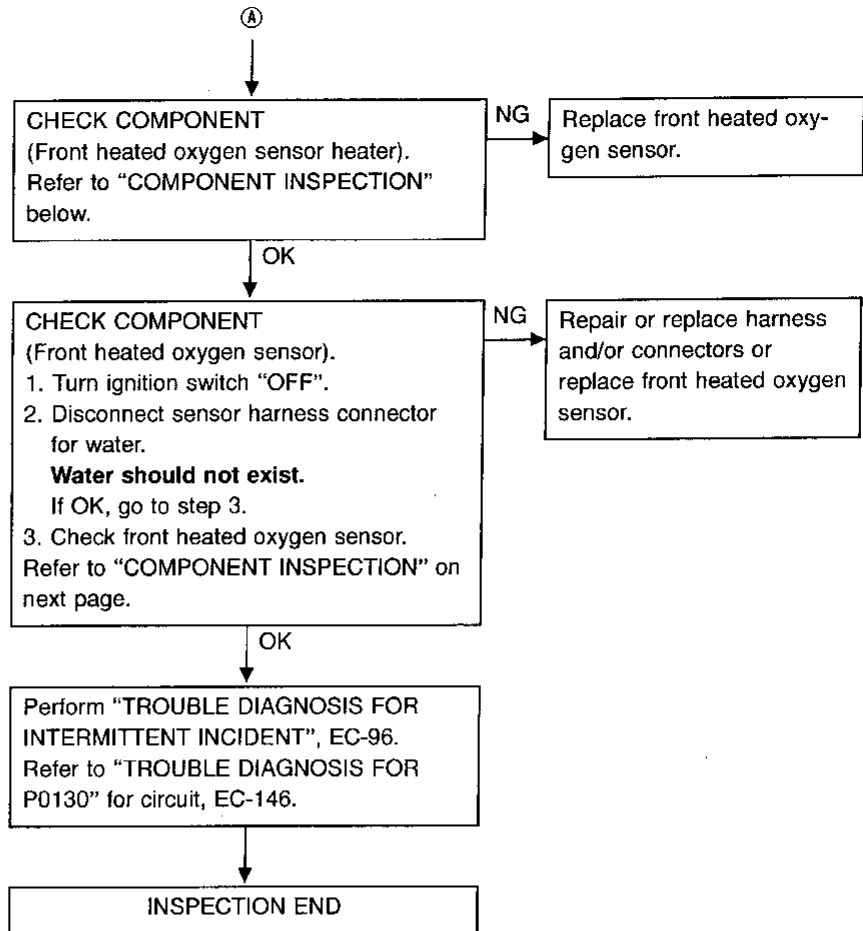 Ⓐ
CHECK COMPONENT
(Front heated oxygen sensor heater).
Refer to “COMPONENT INSPECTION”
below.
NG
Replace front heated oxy-
gen sensor.
OK
CHECK COMPONENT
(Front heated oxygen sensor).
1. Turn ignition switch “OFF”.
2. Disconnect sensor harness connector
for water.
Water should not exist.
If OK, go to step 3.
3. Check front heated oxygen sensor.
Refer to “COMPONENT INSPECTION” on
next page.
NG
Repair or replace harness
and/or connectors or
replace front heated oxygen
sensor.
OK
Perform “TROUBLE DIAGNOSIS FOR
INTERMITTENT INCIDENT”, EC-96.
Refer to “TROUBLE DIAGNOSIS FOR
P0130” for circuit, EC-146.
INSPECTION END